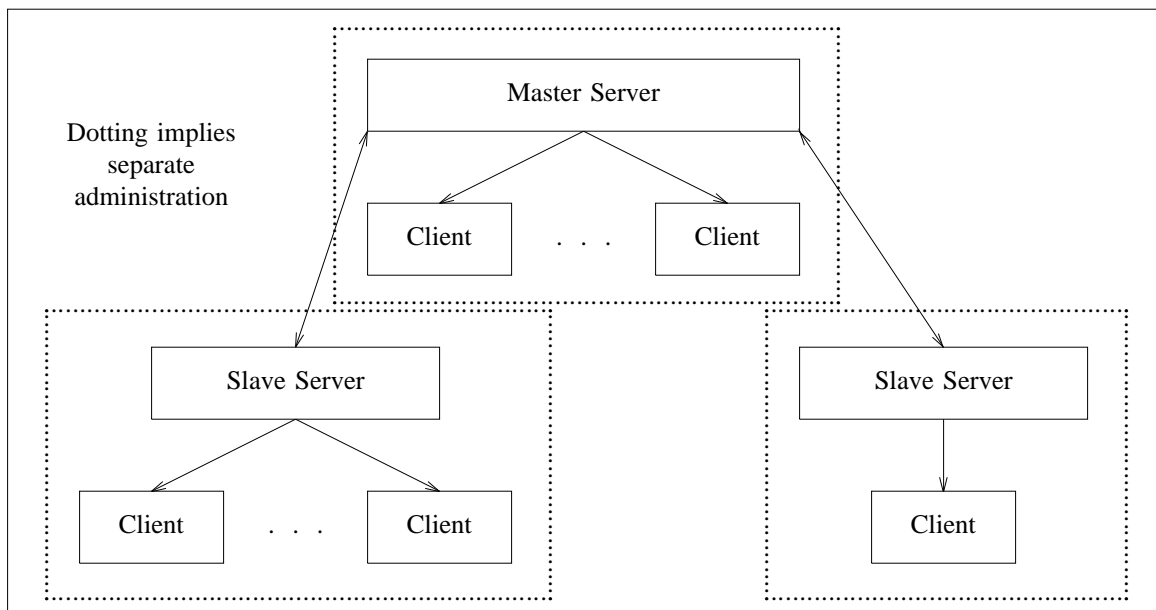 Master Server
Dotting implies
separate
administration
Client . . . Client
Slave Server
Slave Server
Client . . . Client
Client